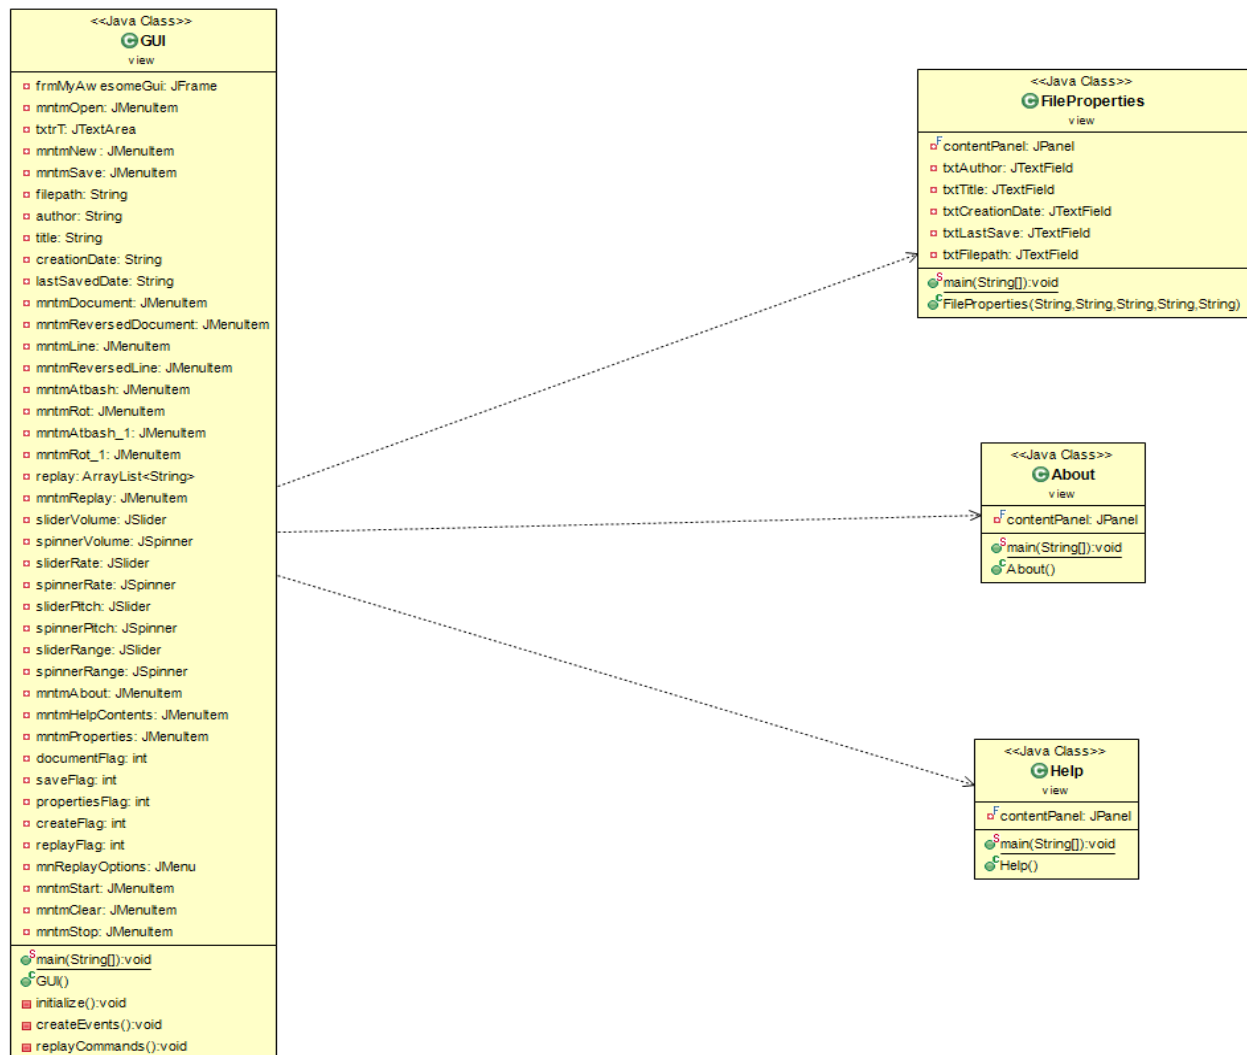 <<Java Class>>
GUI
view
frmMyAwesomeGui: JFrame
mntmOpen: JMenuItem
txtrT: JTextArea
mntmNew: JMenuItem
mntmSave: JMenuItem
filepath: String
author: String
title: String
creationDate: String
lastSavedDate: String
mntmDocument: JMenuItem
mntmReversedDocument: JMenuItem
mntmLine: JMenuItem
mntmReversedLine: JMenuItem
mntmAtbash: JMenuItem
mntmRot: JMenuItem
mntmAtbash_1: JMenuItem
mntmRot_1: JMenuItem
replay: ArrayList<String>
mntmReplay: JMenuItem
sliderVolume: JSlider
spinnerVolume: JSpinner
sliderRate: JSlider
spinnerRate: JSpinner
sliderPitch: JSlider
spinnerPitch: JSpinner
sliderRange: JSlider
spinnerRange: JSpinner
mntmAbout: JMenuItem
mntmHelpContents: JMenuItem
mntmProperties: JMenuItem
documentFlag: int
saveFlag: int
propertiesFlag: int
createFlag: int
replayFlag: int
mnReplayOptions: JMenu
mntmStart: JMenuItem
mntmClear: JMenuItem
mntmStop: JMenuItem
main(String[]):void
GUI()
initialize():void
createEvents():void
replayCommands():void
<<Java Class>>
FileProperties
view
contentPanel: JPanel
txtAuthor: JTextField
txtTitle: JTextField
txtCreationDate: JTextField
txtLastSave: JTextField
txtFilepath: JTextField
main(String[]):void
FileProperties(String,String,String,String,String)
<<Java Class>>
About
view
contentPanel: JPanel
main(String[]):void
About()
<<Java Class>>
Help
view
contentPanel: JPanel
main(String[]):void
Help()